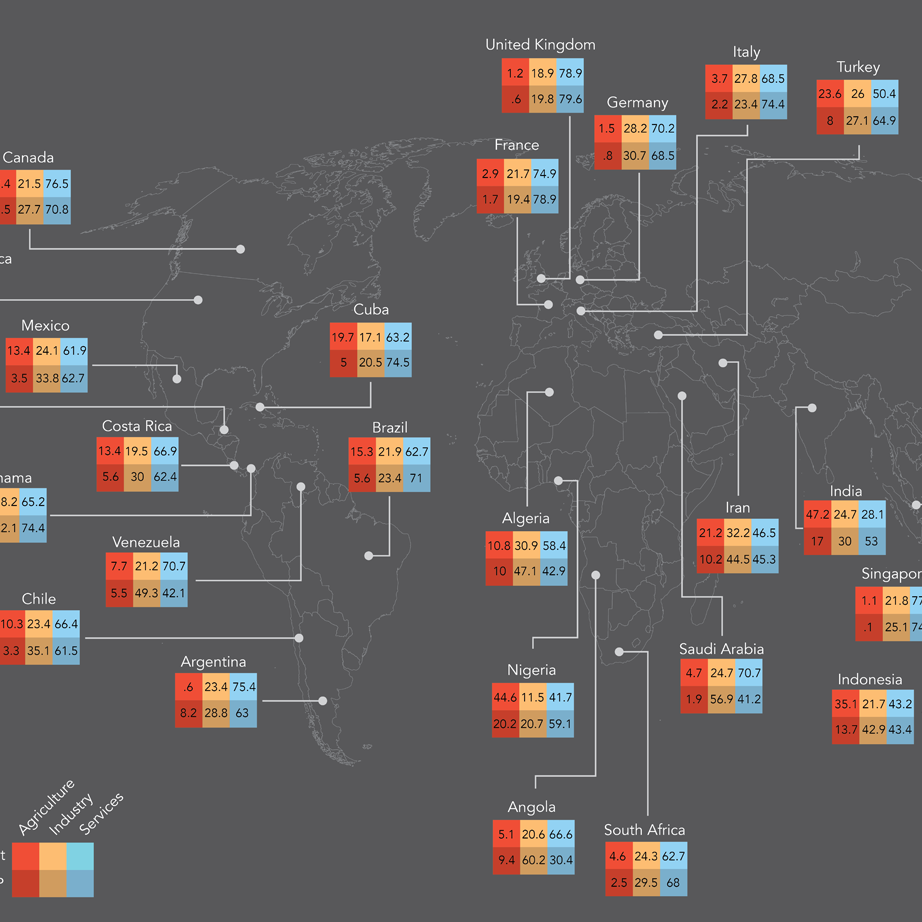 United Kingdom
1.2 18.9 78.9
.6 19.8 79.6
Italy
3.7 27.8 68.5
2.2 23.4 74.4
Turkey
23.6 26 50.4
8 27.1 64.9
Germany
1.5 28.2 70.2
.8 30.7 68.5
France
2.9 21.7 74.9
1.7 19.4 78.9
Canada
.4 21.5 76.5
.5 27.7 70.8
ca
Mexico
13.4 24.1 61.9
3.5 33.8 62.7
Cuba
19.7 17.1 63.2
5 20.5 74.5
Costa Rica
13.4 19.5 66.9
5.6 30 62.4
Brazil
15.3 21.9 62.7
5.6 23.4 71
nama
8.2 65.2
2.1 74.4
Venezuela
7.7 21.2 70.7
5.5 49.3 42.1
Chile
10.3 23.4 66.4
3.3 35.1 61.5
Argentina
.6 23.4 75.4
8.2 28.8 63
Algeria
10.8 30.9 58.4
10 47.1 42.9
Iran
21.2 32.2 46.5
10.2 44.5 45.3
India
47.2 24.7 28.1
17 30 53
Singapor
1.1 21.8 77
.1 25.1 74
Saudi Arabia
4.7 24.7 70.7
1.9 56.9 41.2
Indonesia
35.1 21.7 43.2
13.7 42.9 43.4
Nigeria
44.6 11.5 41.7
20.2 20.7 59.1
Angola
5.1 20.6 66.6
9.4 60.2 30.4
South Africa
4.6 24.3 62.7
2.5 29.5 68
Agriculture
Industry
Services
t
P